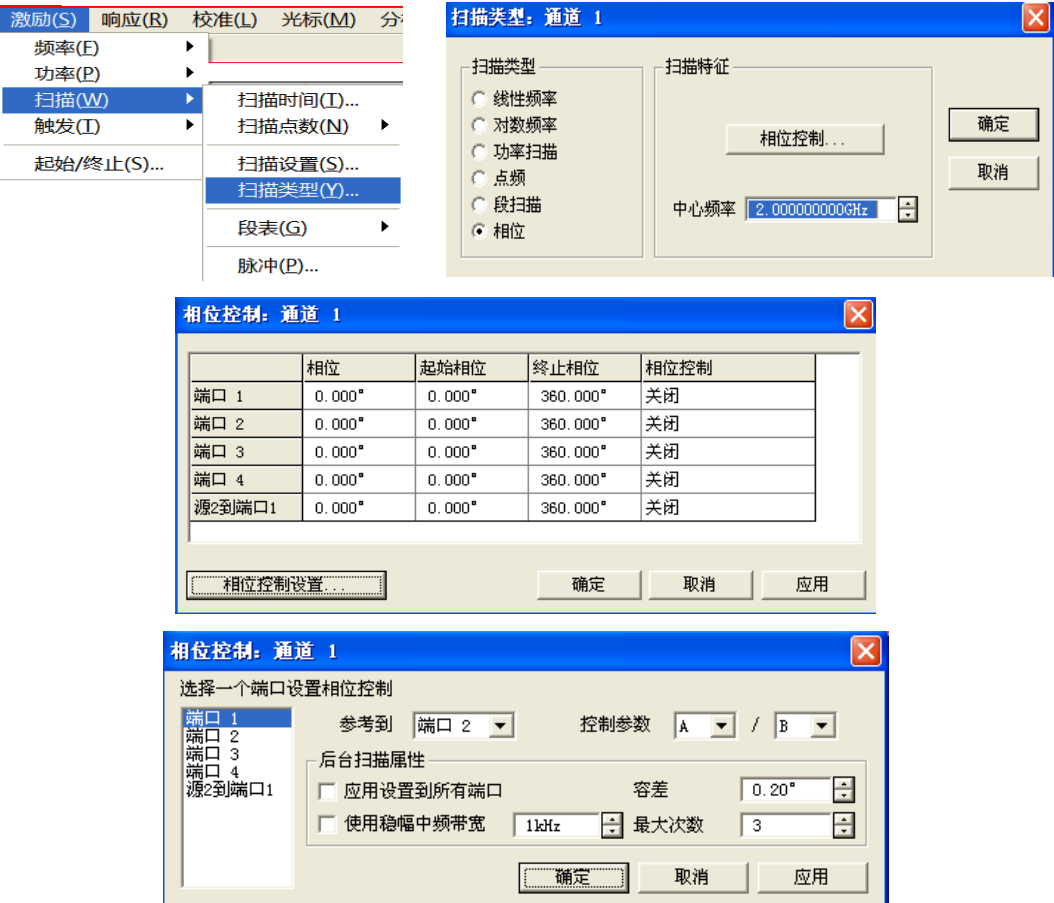 激励(S) 响应(R) 校准(L) 光标(M)
频率(F)
功率(P)
扫描(W)
触发(T)
起始/终止(S)...
扫描时间(T)...
扫描点数(N)
扫描设置(S)...
扫描类型(Y)...
段表(G)
脉冲(P)...
扫描类型: 通道 1
扫描类型
线性频率
对数频率
功率扫描
点频
段扫描
相位
扫描特征
相位控制...
中心频率 2.000000000GHz
确定
取消
相位控制: 通道 1
相位 起始相位 终止相位 相位控制
端口 1 0.000° 0.000° 360.000° 关闭
端口 2 0.000° 0.000° 360.000° 关闭
端口 3 0.000° 0.000° 360.000° 关闭
端口 4 0.000° 0.000° 360.000° 关闭
源2到端口1 0.000° 0.000° 360.000° 关闭
相位控制设置... 确定 取消 应用
相位控制: 通道 1
选择一个端口设置相位控制
端口 1
端口 2
端口 3
端口 4
源2到端口1
参考到 端口 2 控制参数 A / B
后台扫描属性
应用设置到所有端口 容差 0.20°
使用稳幅中频带宽 1kHz 最大次数 3
确定 取消 应用